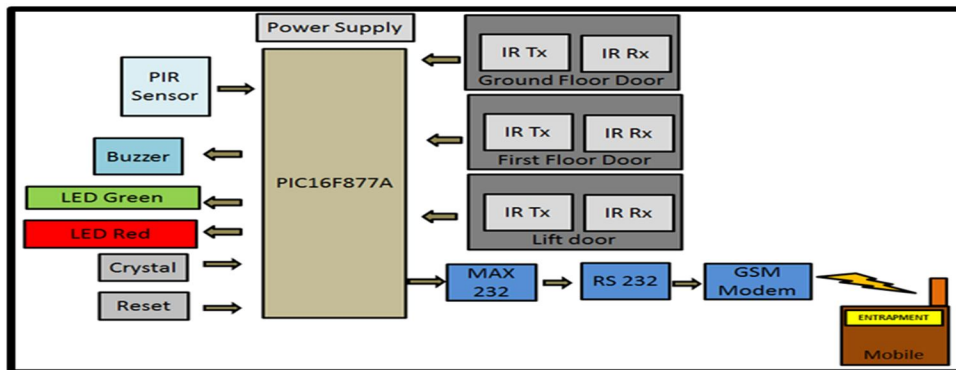 Power Supply
PIR
Sensor
Buzzer
LED Green
LED Red
Crystal
Reset
PIC16F877A
IR Tx
IR Rx
Ground Floor Door
IR Tx
IR Rx
First Floor Door
IR Tx
IR Rx
Lift door
MAX
232
RS 232
GSM
Modem
ENTRAPMENT
Mobile